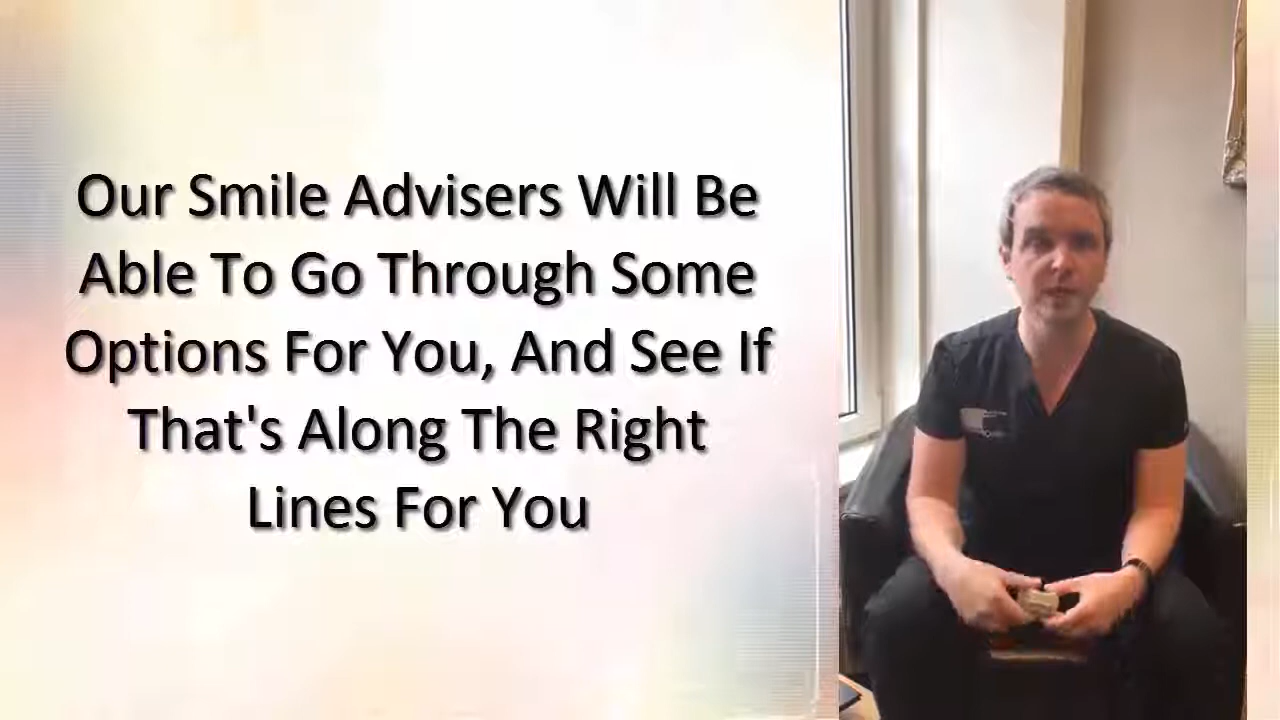 Our Smile Advisers Will Be
Able To Go Through Some
Options For You, And See If
That's Along The Right
Lines For You